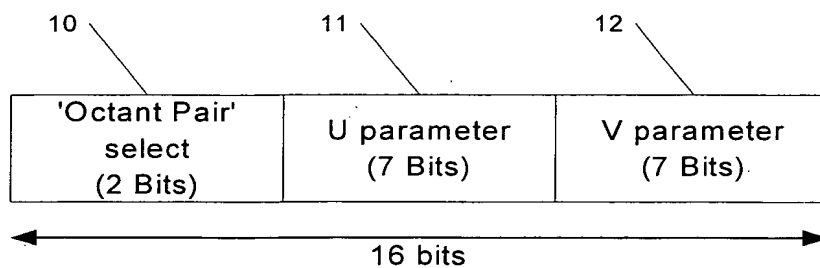 10 11 12
'Octant Pair'
select
(2 Bits)
U parameter
(7 Bits)
V parameter
(7 Bits)
16 bits